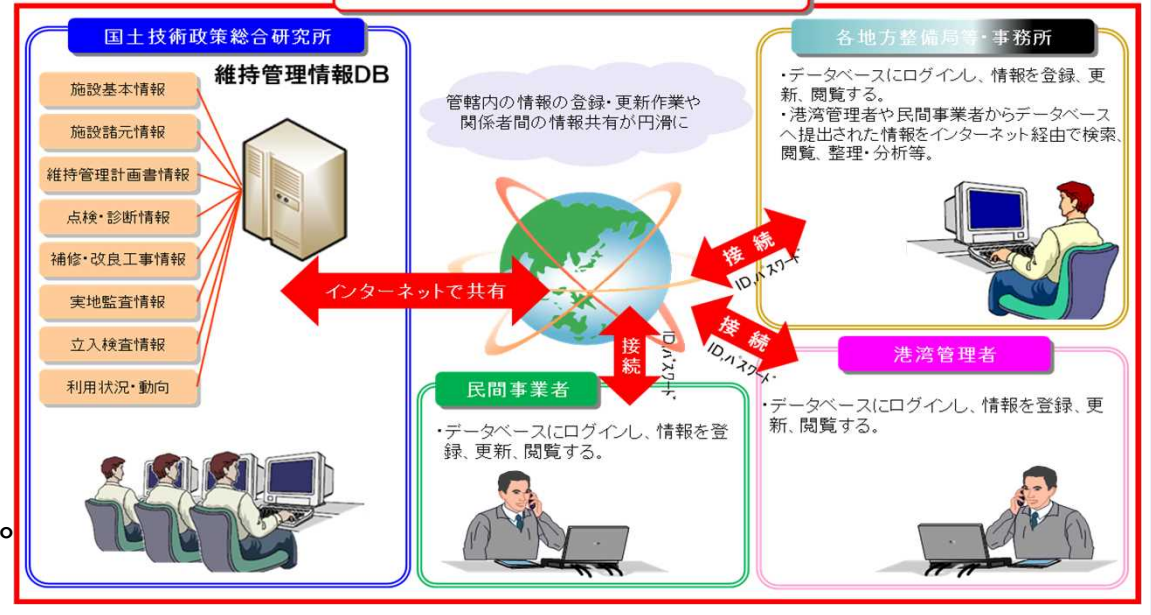 国土技術政策総合研究所
維持管理情報DB
施設基本情報
施設諸元情報
維持管理計画書情報
点検・診断情報
補修・改良工事情報
実地監査情報
立入検査情報
利用状況・動向
管轄内の情報の登録・更新作業や
関係者間の情報共有が円滑に
インターネットで共有
接続
ID,パスワード
接続
ID,パスワード
接続
ID,パスワード
各地方整備局等・事務所
・データベースにログインし、情報を登録、更
新、閲覧する。
・港湾管理者や民間事業者からデータベース
へ提出された情報をインターネット経由で検索、
閲覧、整理・分析等。
民間事業者
・データベースにログインし、情報を登
録、更新、閲覧する。
港湾管理者
・データベースにログインし、情報を登録、更
新、閲覧する。
。